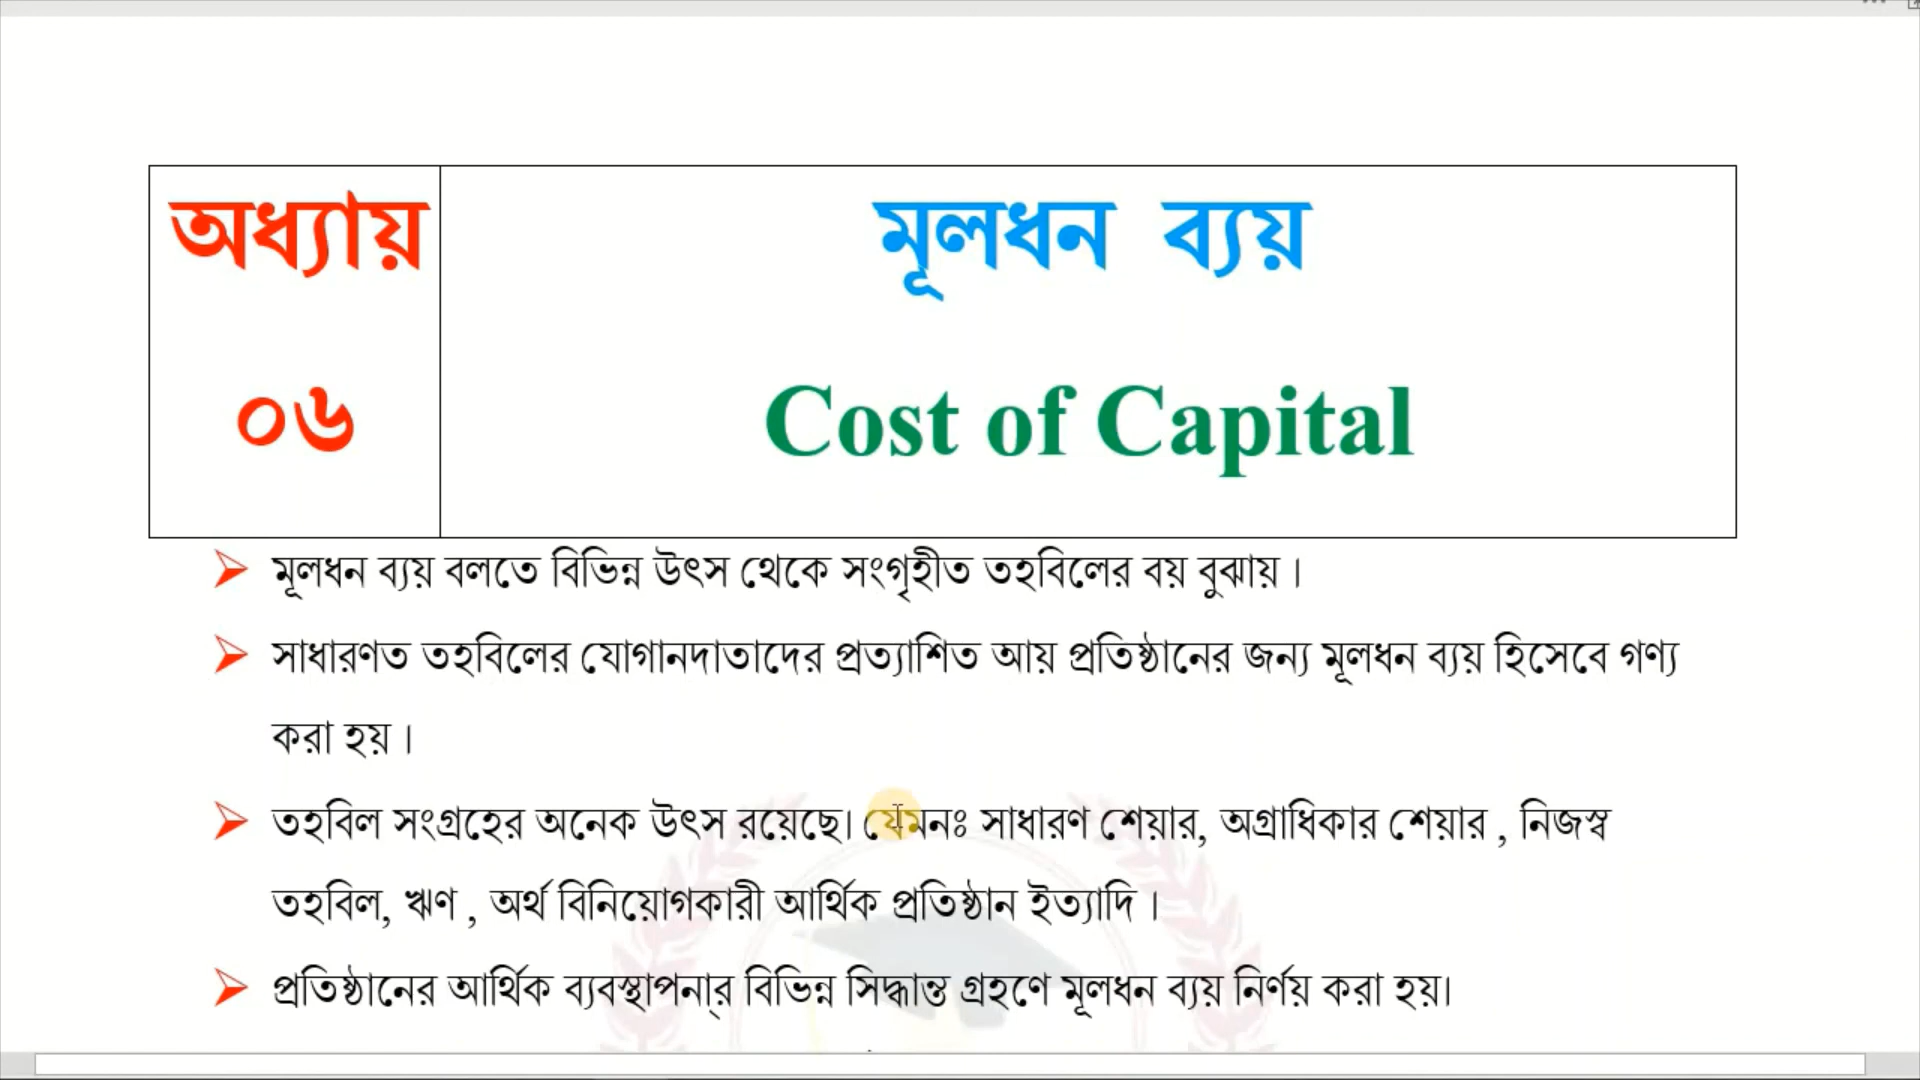 অধ্যায়
০৬
মূলধন ব্যয়
Cost of Capital
মূলধন ব্যয় বলতে বিভিন্ন উৎস থেকে সংগৃহীত তহবিলের বয় বুঝায়।
সাধারণত তহবিলের যোগানদাতাদের প্রত্যাশিত আয় প্রতিষ্ঠানের জন্য মূলধন ব্যয় হিসেবে গণ্য
করা হয়।
তহবিল সংগ্রহের অনেক উৎস রয়েছে। যেমনঃ সাধারণ শেয়ার, অগ্রাধিকার শেয়ার , নিজস্ব
তহবিল, ঋণ , অর্থ বিনিয়োগকারী আর্থিক প্রতিষ্ঠান ইত্যাদি।
প্রতিষ্ঠানের আর্থিক ব্যবস্থাপনা্র বিভিন্ন সিদ্ধান্ত গ্রহণে মূলধন ব্যয় নির্ণয় করা হয়।